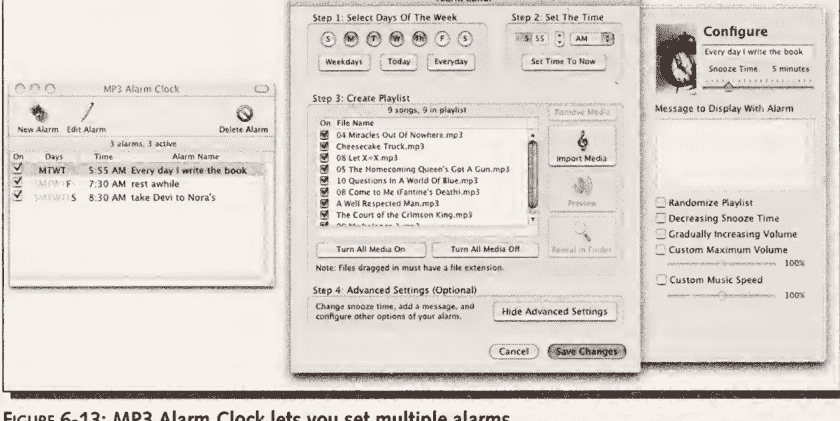 MP3 Alarm Clock
New Alarm Edit Alarm Delete Alarm
3 alarms, 3 active
On Days Time Alarm Name
MTWT 5:55 AM Every day I write the book
F 7:30 AM rest awhile
SMTWTFS 8:30 AM take Devi to Nora's
Step 1: Select Days Of The Week
S M T W Th F S
Weekdays Today Everyday
Step 2: Set The Time
5 55 AM
Set Time To Now
Step 3: Create Playlist
9 songs, 9 in playlist
On File Name
04 Miracles Out Of Nowhere.mp3
Cheesecake Truck.mp3
08 Let X=X.mp3
05 The Homecoming Queen's Got A Gun.mp3
10 Questions In A World Of Blue.mp3
08 Come to Me (Fantine's Death).mp3
A Well Respected Man.mp3
The Court of the Crimson King.mp3
Remove Media
Import Media
Preview
Reveal in Finder
Turn All Media On Turn All Media Off
Note: Files dragged in must have a file extension.
Step 4: Advanced Settings (Optional)
Change snooze time, add a message, and
configure other options of your alarm.
Hide Advanced Settings
Cancel Save Changes
Configure
Every day I write the book
Snooze Time 5 minutes
Message to Display With Alarm
Randomize Playlist
Decreasing Snooze Time
Gradually Increasing Volume
Custom Maximum Volume
100%
Custom Music Speed
100%
FIGURE 6-13: MP3 Alarm Clock lets you set multiple alarms